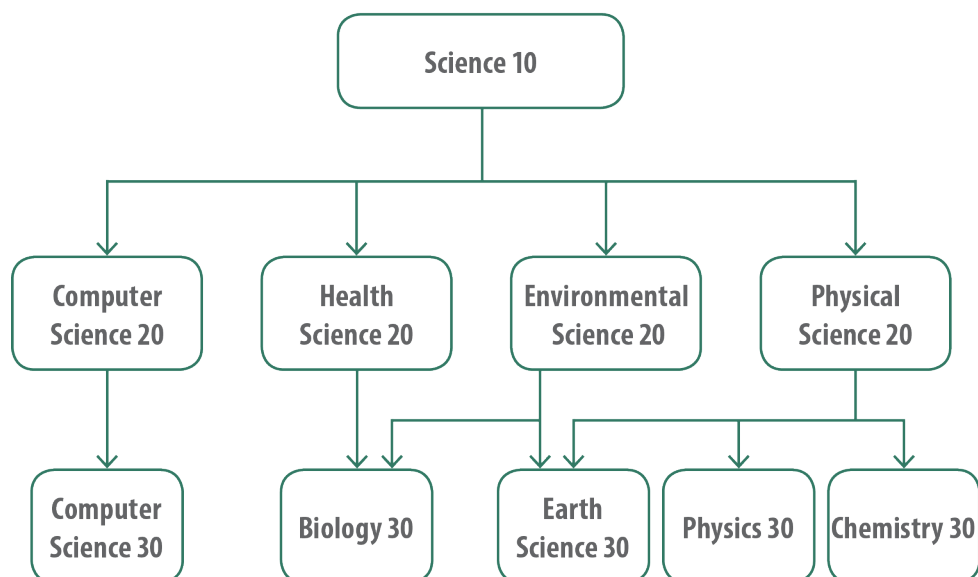 Science 10
Computer
Science 20
Health
Science 20
Environmental
Science 20
Physical
Science 20
Computer
Science 30
Biology 30
Earth
Science 30
Physics 30
Chemistry 30